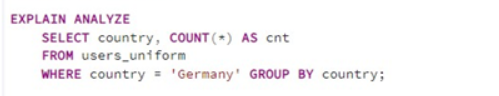 EXPLAIN ANALYZE
SELECT country, COUNT(*) AS cnt
FROM users_uniform
WHERE country = 'Germany' GROUP BY country;